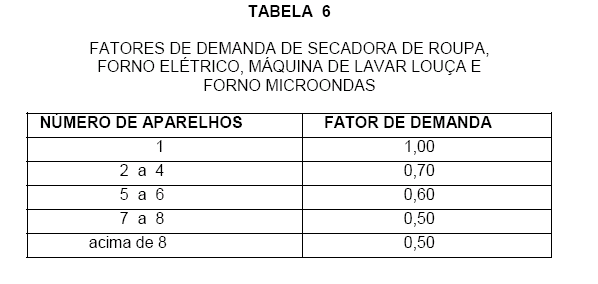 TABELA 6
FATORES DE DEMANDA DE SECADORA DE ROUPA,
FORNO ELÉTRICO, MÁQUINA DE LAVAR LOUÇA E
FORNO MICROONDAS
NÚMERO DE APARELHOS FATOR DE DEMANDA
1 1,00
2 a 4 0,70
5 a 6 0,60
7 a 8 0,50
acima de 8 0,50